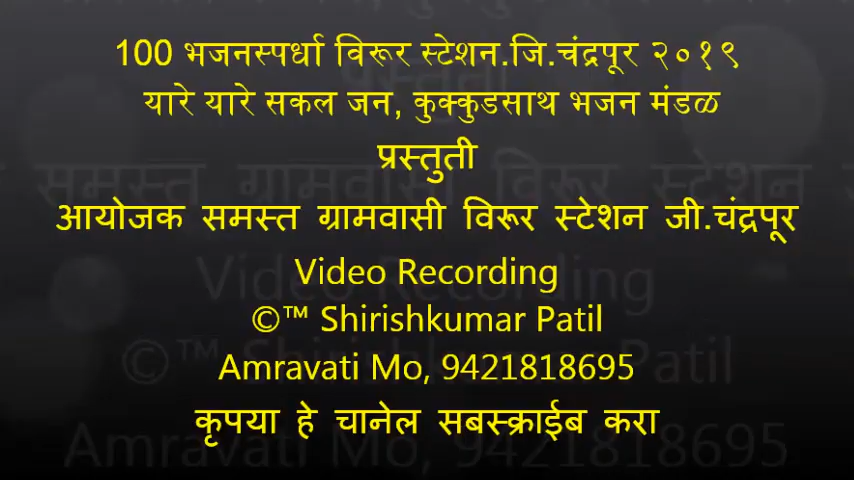 100 भजनस्पर्धा विरूर स्टेशन.जि.चंद्रपूर २०१९
यारे यारे सकल जन, कुक्कुडसाथ भजन मंडळ
प्रस्तुती
आयोजक समस्त ग्रामवासी विरूर स्टेशन जी.चंद्रपूर
Video Recording
©™ Shirishkumar Patil
Amravati Mo, 9421818695
कृपया हे चानेल सबस्क्राईब करा